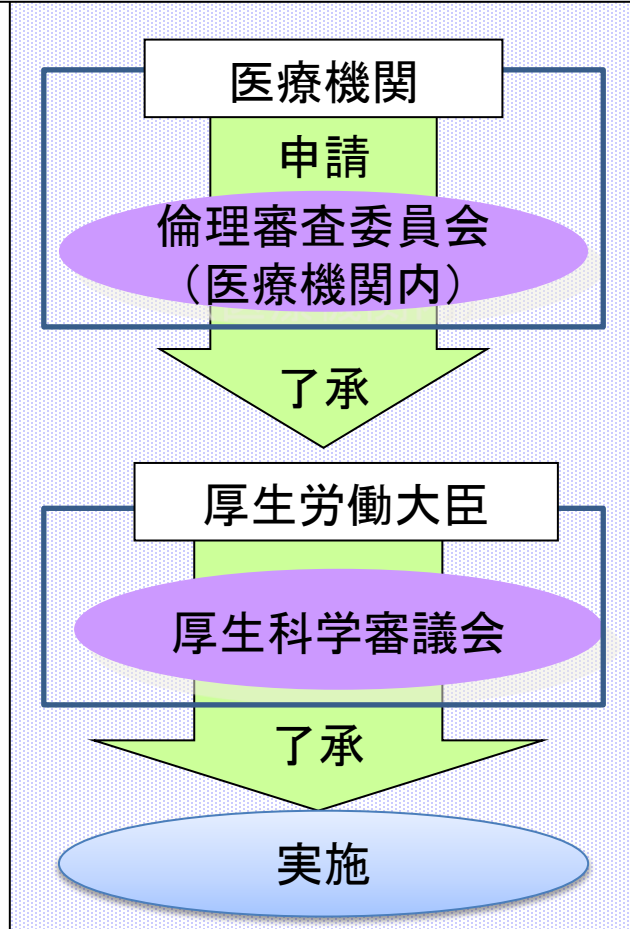 医療機関
申請
倫理審査委員会
（医療機関内）
了承
厚生労働大臣
厚生科学審議会
了承
実施